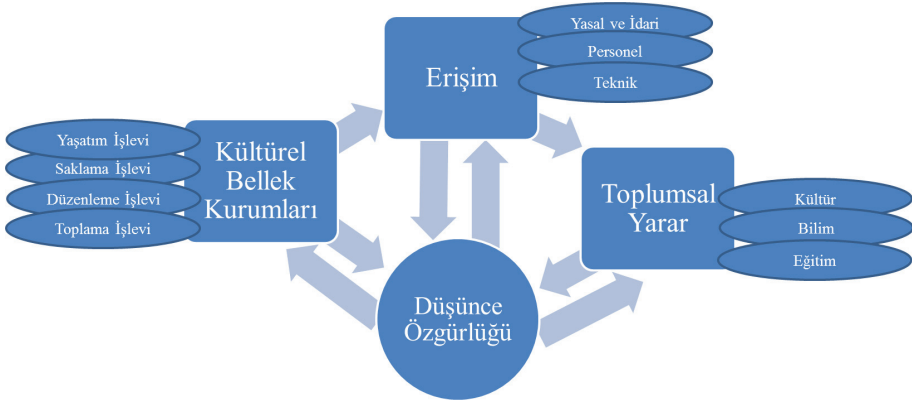 Yasal ve İdari
Personel
Teknik
Erişim
Yaşatım İşlevi
Saklama İşlevi
Düzenleme İşlevi
Toplama İşlevi
Kültürel
Bellek
Kurumları
Toplumsal
Yarar
Kültür
Bilim
Eğitim
Düşünce
Özgürlüğü